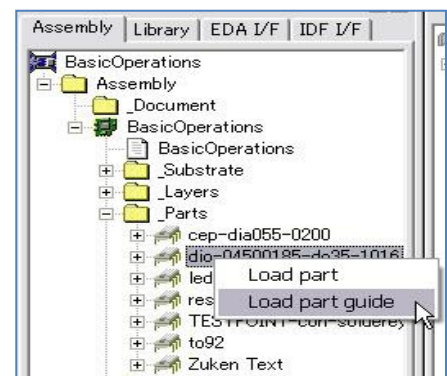 Assembly Library EDA I/F IDF I/F
BasicOperations
Assembly
_Document
BasicOperations
BasicOperations
_Substrate
_Layers
_Parts
cep-dia055-0200
dio-04500185-do35-1016
led
Load part
res
Load part guide
TESTPOINT-con-soldere
to92
Zuken Text